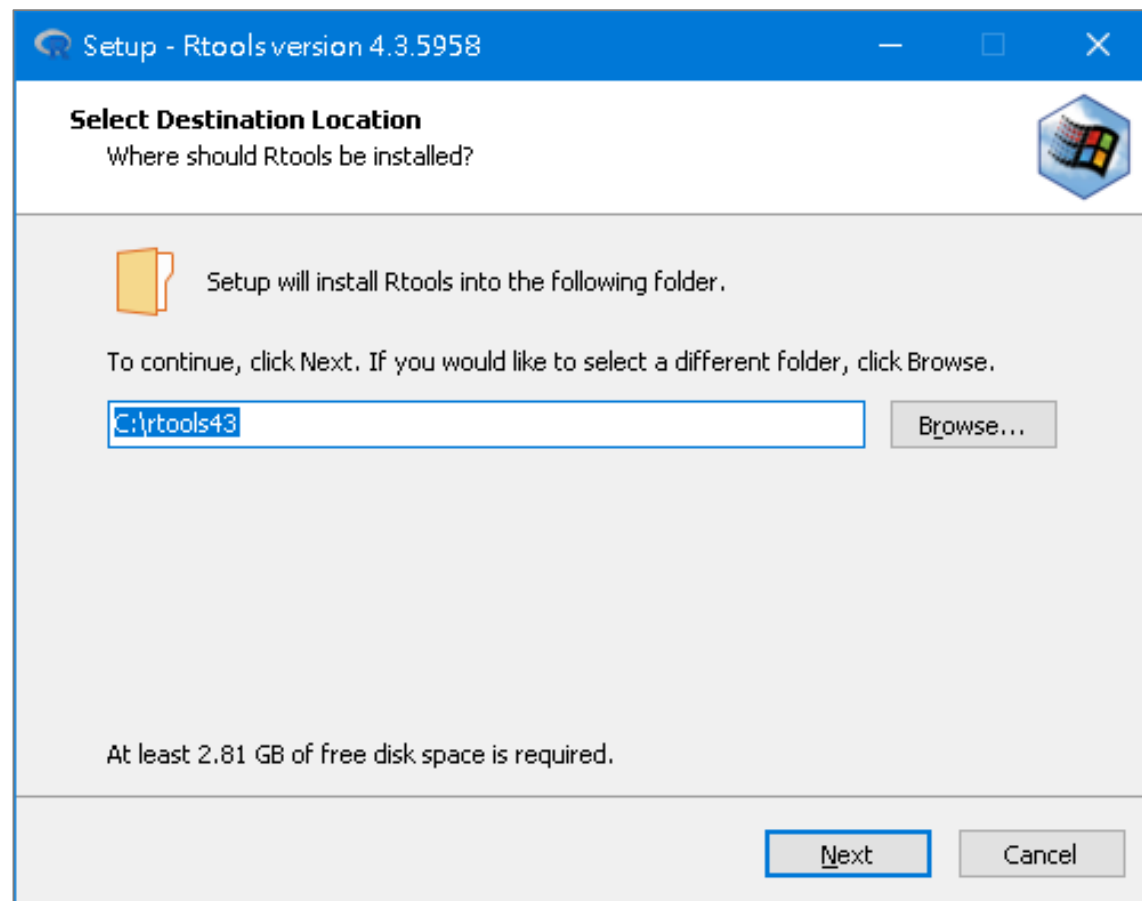 Setup - Rtools version 4.3.5958
Select Destination Location
Where should Rtools be installed?
Setup will install Rtools into the following folder.
To continue, click Next. If you would like to select a different folder, click Browse.
C:\rtools43
Browse...
At least 2.81 GB of free disk space is required.
Next
Cancel